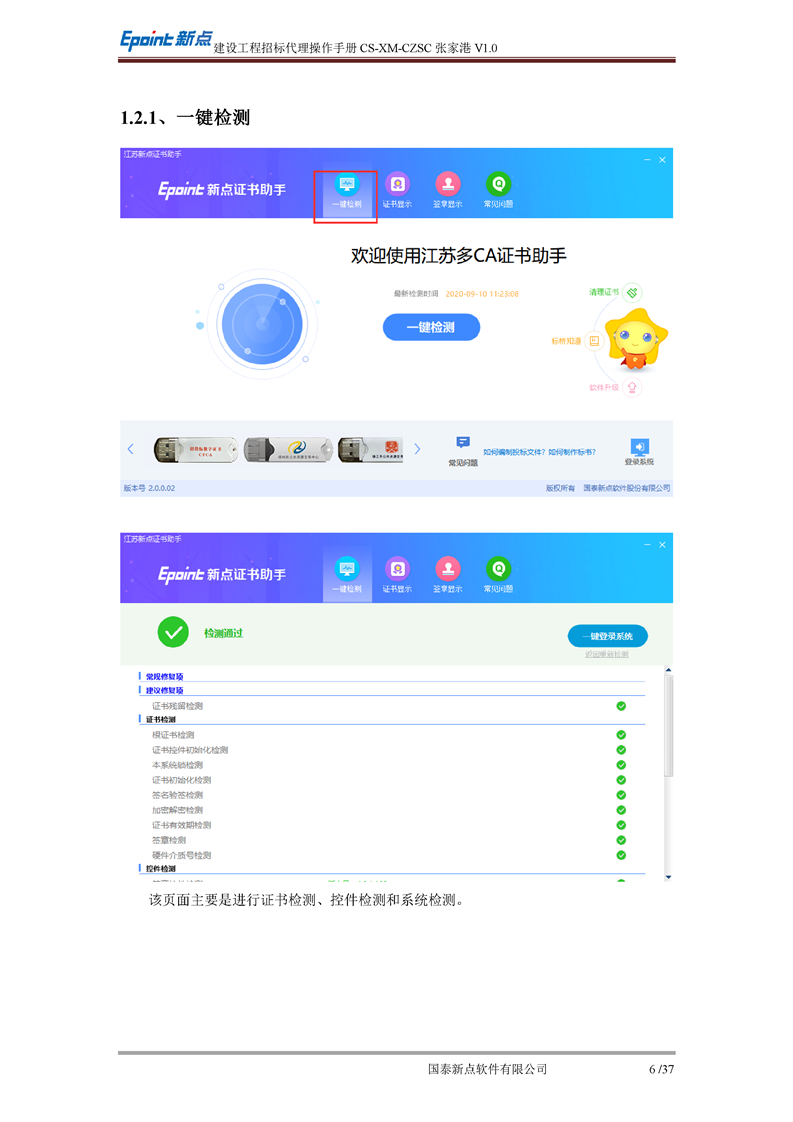 Epoint 新点 建设工程招标代理操作手册 CS-XM-CZSC 张家港 V1.0
1.2.1、一键检测
江苏新点证书助手
Epoint 新点证书助手
一键检测 证书显示 签章显示 常见问题
欢迎使用江苏多CA证书助手
最新检测时间 2020-09-10 11:23:08
清理证书
一键检测
标桥知道
软件升级
招投标数字证书
CFCA
常见问题
如何编制投标文件？如何制作标书？
登录系统
版本号 2.0.0.02
版权所有 国泰新点软件股份有限公司
江苏新点证书助手
Epoint 新点证书助手
一键检测 证书显示 签章显示 常见问题
检测通过
一键登录系统
返回重新检测
常规修复项
建议修复项
证书残留检测
证书检测
根证书检测
证书控件初始化检测
本系统锁检测
证书初始化检测
签名验签检测
加密解密检测
证书有效期检测
签章检测
硬件介质号检测
控件检测
该页面主要是进行证书检测、控件检测和系统检测。
国泰新点软件有限公司
6 /37